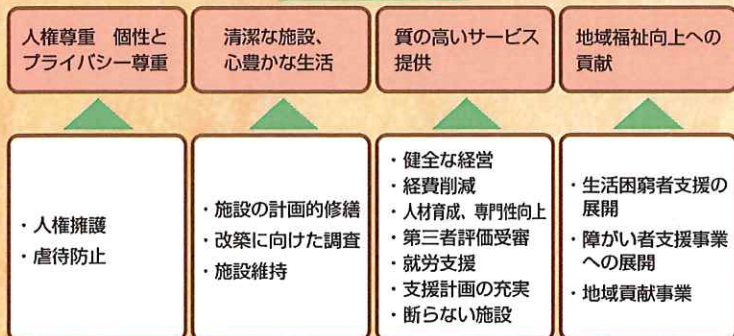 人権尊重　個性と
プライバシー尊重
清潔な施設、
心豊かな生活
質の高いサービス
提供
地域福祉向上への
貢献
・人権擁護
・虐待防止
・施設の計画的修繕
・改築に向けた調査
・施設維持
・健全な経営
・経費削減
・人材育成、専門性向上
・第三者評価受審
・就労支援
・支援計画の充実
・断らない施設
・生活困窮者支援の
展開
・障がい者支援事業
への展開
・地域貢献事業